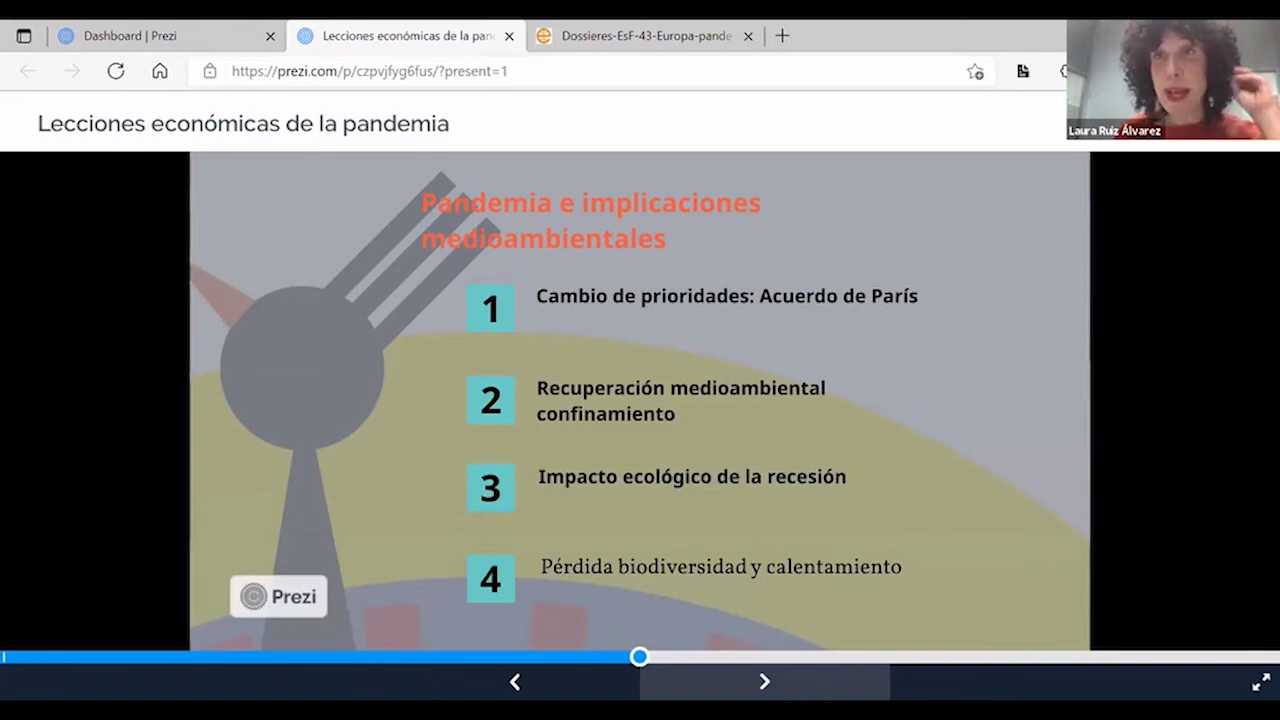 Dashboard | Prezi
Lecciones económicas de la pan
Dossieres-EsF-43-Europa-pande
https://prezi.com/p/czpvjfyg6fus/?present=1
Lecciones económicas de la pandemia
Laura Ruiz Álvarez
Pandemia e implicaciones
medioambientales
1 Cambio de prioridades: Acuerdo de París
2 Recuperación medioambiental
confinamiento
3 Impacto ecológico de la recesión
4 Pérdida biodiversidad y calentamiento
Prezi